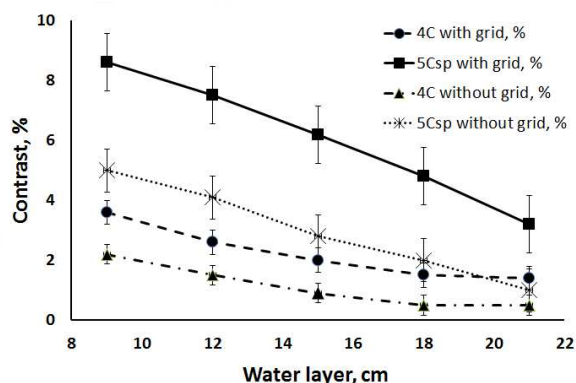 10
8
6
4
2
0
Contrast, %
4C with grid, %
5Csp with grid, %
4C without grid, %
5Csp without grid, %
8
10
12
14
16
18
20
22
Water layer, cm